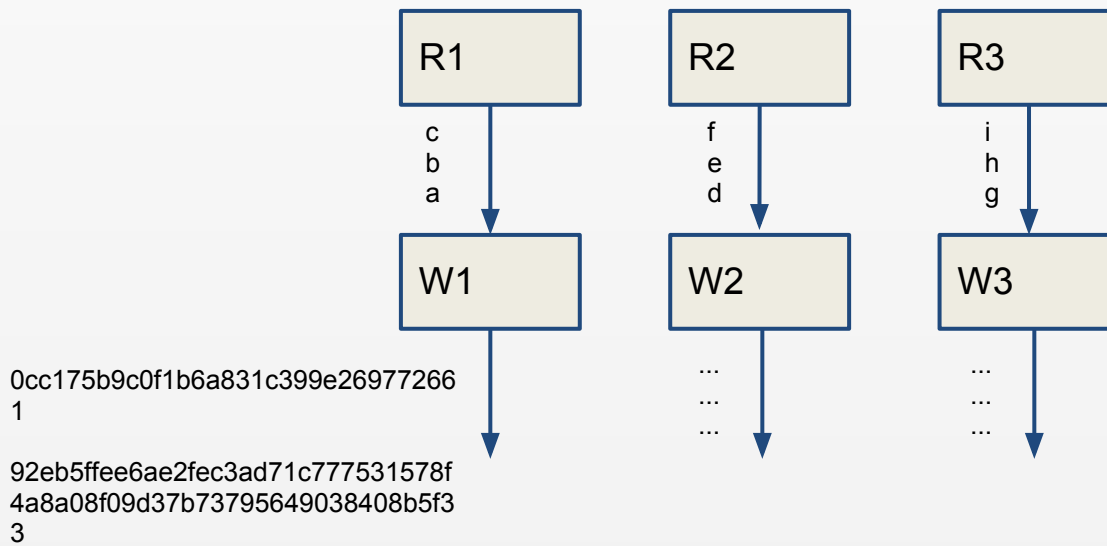 R1 R2 R3
c f i
b e h
a d g
W1 W2 W3
... ...
... ...
... ...
0cc175b9c0f1b6a831c399e26977266
1
92eb5ffee6ae2fec3ad71c777531578f
4a8a08f09d37b73795649038408b5f3
3